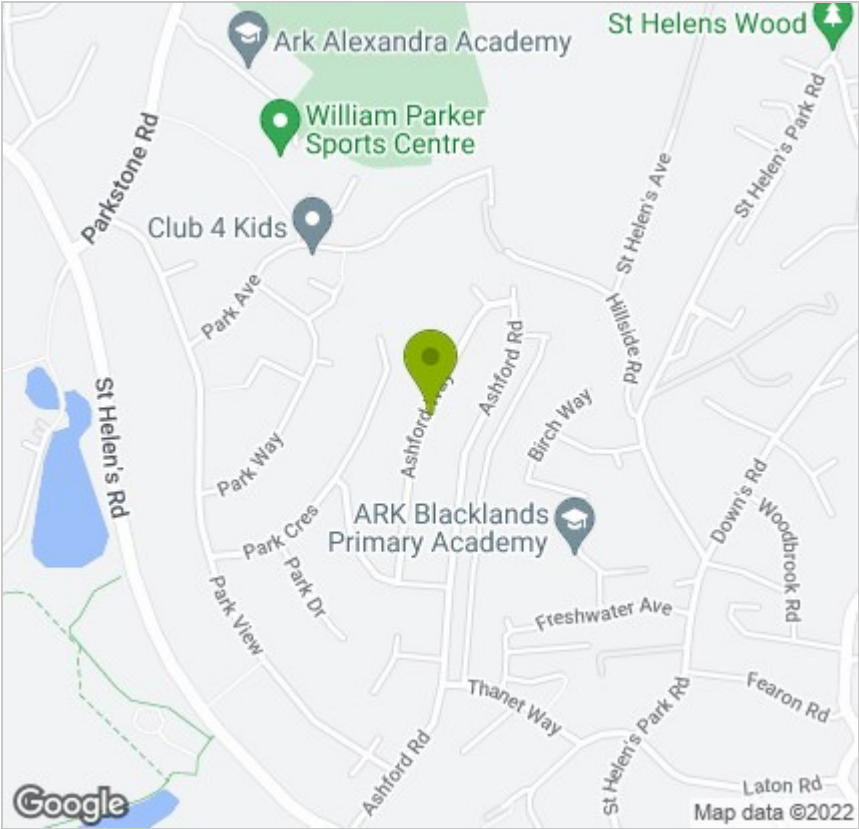 St Helens Wood
Ark Alexandra Academy
William Parker
Sports Centre
Parkstone Rd
St Helen's Park Rd
St Helen's Ave
Club 4 Kids
Park Ave
Hillside Rd
Ashford Rd
Ashford Way
St Helen's Rd
Birch Way
Park Way
Down's Rd
ARK Blacklands
Primary Academy
Woodbrook Rd
Park Cres
Park Dr
Park View
Freshwater Ave
Thanet Way
St Helen's Park Rd
Fearon Rd
Ashford Rd
Laton Rd
Google
Map data ©2022